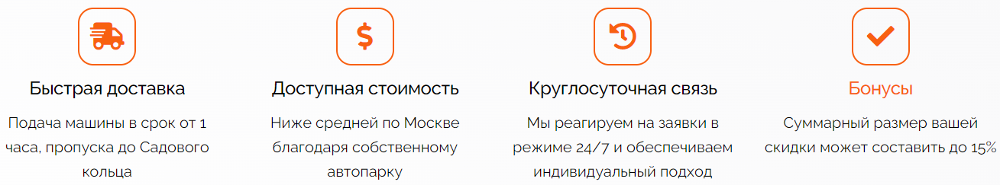 Быстрая доставка
Подача машины в срок от 1
часа, пропуска до Садового
кольца
Доступная стоимость
Ниже средней по Москве
благодаря собственному
автопарку
Круглосуточная связь
Мы реагируем на заявки в
режиме 24/7 и обеспечиваем
индивидуальный подход
Бонусы
Суммарный размер вашей
скидки может составить до 15%